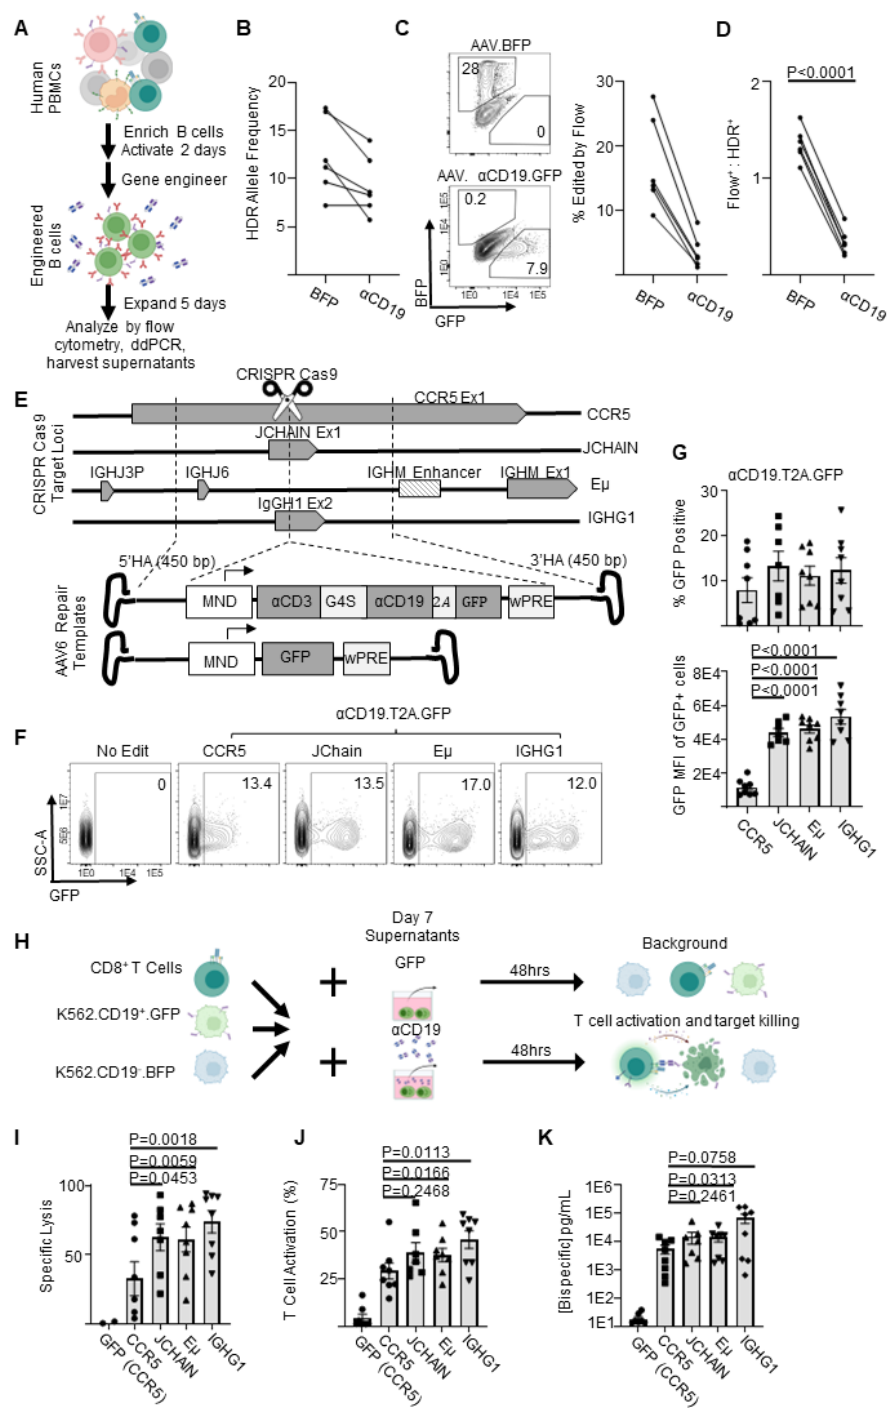 A
Human
PBMCs
Enrich B cells
Activate 2 days
Gene engineer
Engineered
B cells
Expand 5 days
Analyze by flow
cytometry, ddPCR,
harvest supernatants
B
HDR Allele Frequency
20
15
10
5
BFP
αCD19
C
AAV.BFP
28
0
AAV. αCD19.GFP
0.2
7.9
1E5
1E4
1E0
BFP
1E0 1E4 1E5
GFP
% Edited by Flow
30
20
10
BFP
αCD19
D
P<0.0001
Flow⁺ : HDR⁺
2
1
BFP
αCD19
E
CRISPR Cas9
CRISPR Cas9
Target Loci
CCR5 Ex1
CCR5
JCHAIN Ex1
JCHAIN
IGHJ3P
IGHJ6
IGHM Enhancer
IGHM Ex1
Eμ
IgGH1 Ex2
IGHG1
5'HA (450 bp)
3'HA (450 bp)
AAV6 Repair
Templates
MND
αCD3
G4S
αCD19
2A
GFP
wPRE
MND
GFP
wPRE
F
αCD19.T2A.GFP
No Edit
CCR5
JChain
Eμ
IGHG1
0
13.4
13.5
17.0
12.0
SSC-A
1E7
5E6
1E0 1E4 1E5
GFP
G
αCD19.T2A.GFP
% GFP Positive
30
20
10
GFP MFI of GFP+ cells
P<0.0001
P<0.0001
P<0.0001
8E4
6E4
4E4
2E4
CCR5
JCHAIN
Eμ
IGHG1
H
CD8⁺ T Cells
K562.CD19⁺.GFP
K562.CD19⁻.BFP
Day 7
Supernatants
GFP
αCD19
48hrs
48hrs
Background
T cell activation and target killing
I
P=0.0018
P=0.0059
P=0.0453
Specific Lysis
100
50
GFP (CCR5)
CCR5
JCHAIN
Eμ
IGHG1
J
P=0.0113
P=0.0166
P=0.2468
T Cell Activation (%)
75
50
25
GFP (CCR5)
CCR5
JCHAIN
Eμ
IGHG1
K
P=0.0758
P=0.0313
P=0.2461
[Bispecific] pg/mL
1E6
1E5
1E4
1E3
1E2
1E1
GFP (CCR5)
CCR5
JCHAIN
Eμ
IGHG1